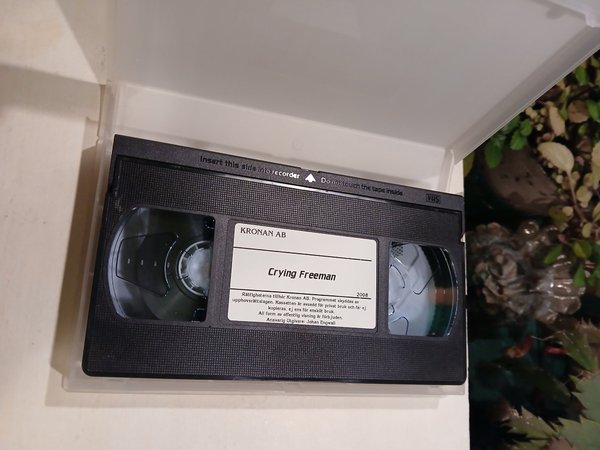 Insert this side into recorder Do not touch the tape inside VHS
KRONAN AB
Crying Freeman
2008
Rättigheterna tillhör Kronan AB. Programmet skyddas av
upphovsrättslagen. Kassetten är avsedd för privat bruk och får ej
kopieras, ej ens för enskilt bruk.
All form av offentlig visning är förbjuden.
Ansvarig Utgivare: Johan Engwall